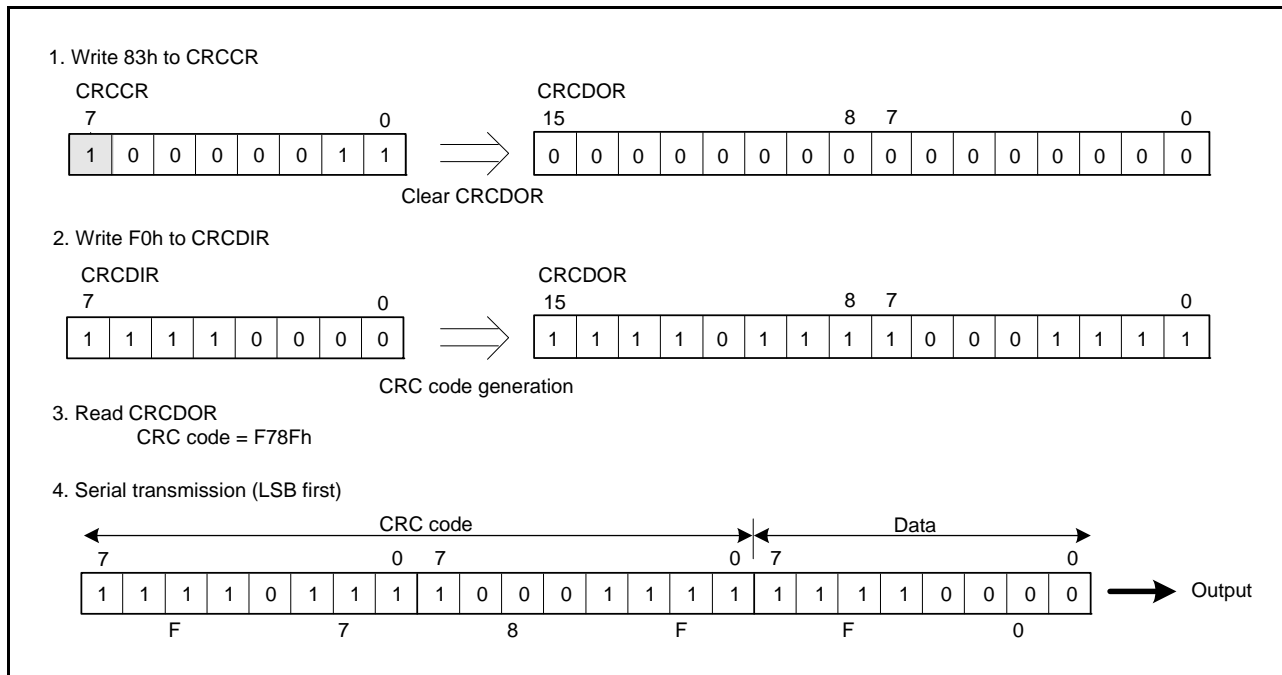 1. Write 83h to CRCCR
CRCCR
7 0
1 0 0 0 0 0 1 1
CRCDOR
15 8 7 0
0 0 0 0 0 0 0 0 0 0 0 0 0 0 0 0
Clear CRCDOR
2. Write F0h to CRCDIR
CRCDIR
7 0
1 1 1 1 0 0 0 0
CRCDOR
15 8 7 0
1 1 1 1 0 1 1 1 1 0 0 0 1 1 1 1
CRC code generation
3. Read CRCDOR
CRC code = F78Fh
4. Serial transmission (LSB first)
CRC code Data
7 0 7 0 7 0
1 1 1 1 0 1 1 1 1 0 0 0 1 1 1 1 1 1 1 1 0 0 0 0 Output
F 7 8 F F 0